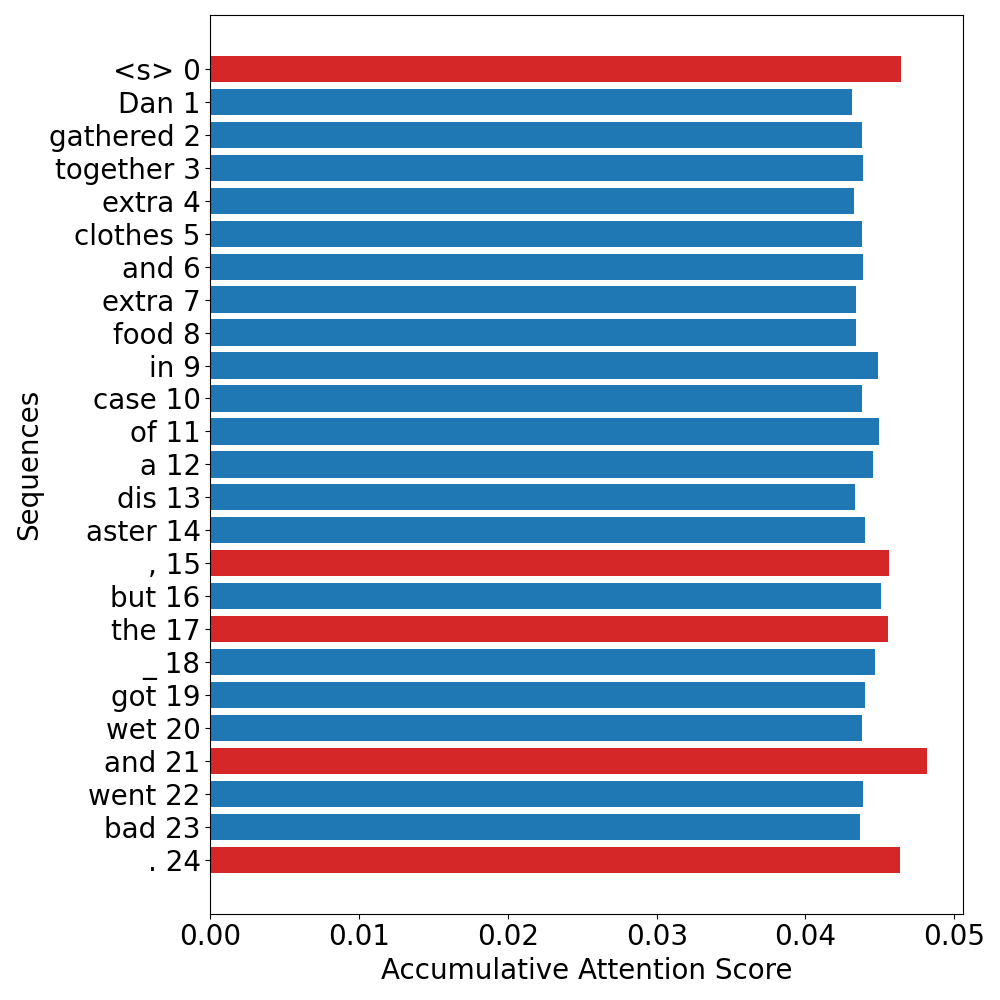 <s> 0
Dan 1
gathered 2
together 3
extra 4
clothes 5
and 6
extra 7
food 8
in 9
case 10
of 11
a 12
dis 13
aster 14
, 15
but 16
the 17
_ 18
got 19
wet 20
and 21
went 22
bad 23
. 24
Sequences
0.00 0.01 0.02 0.03 0.04 0.05
Accumulative Attention Score